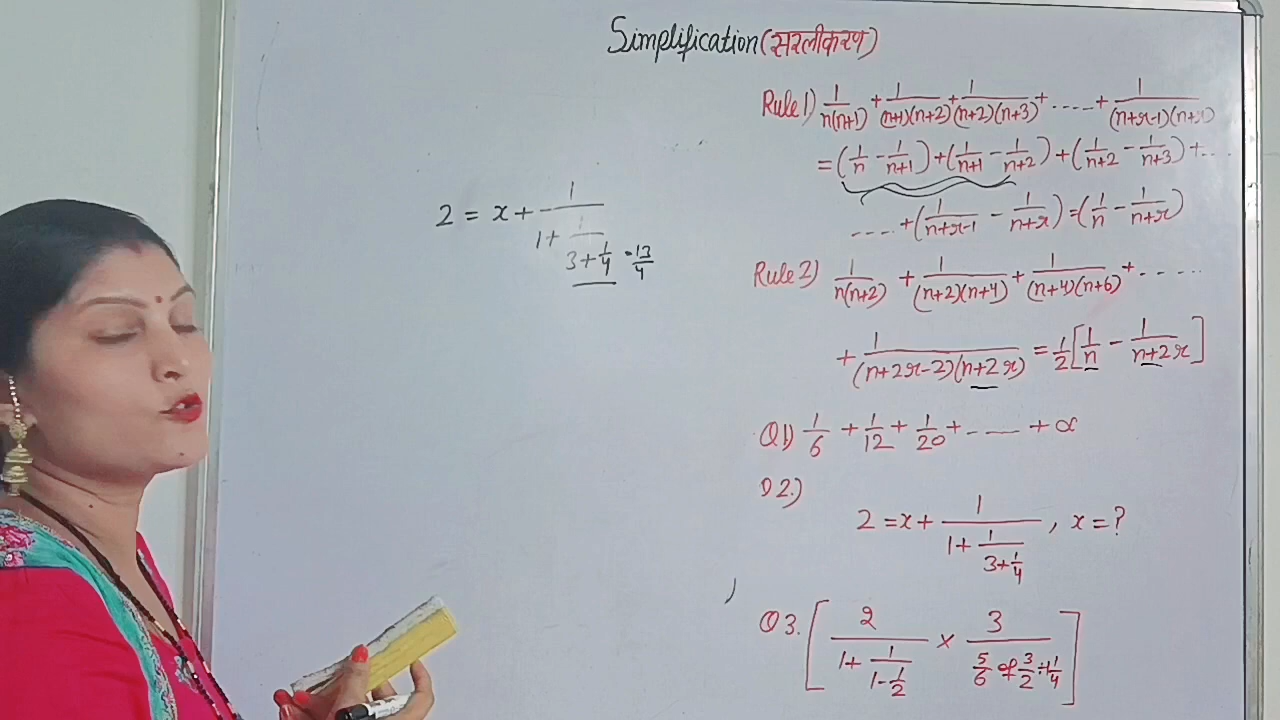 Simplification (सरलीकरण)
Rule 1) 1/n(n+1) + 1/(n+1)(n+2) + 1/(n+2)(n+3) + ..... + 1/(n+r-1)(n+r)
= (1/n - 1/n+1) + (1/n+1 - 1/n+2) + (1/n+2 - 1/n+3) + ...
.... + (1/n+r-1 - 1/n+r) = (1/n - 1/n+r)
2 = x + 1/(1 + 1/(3 + 1/4)) = 13/4
Rule 2) 1/n(n+2) + 1/(n+2)(n+4) + 1/(n+4)(n+6) + .....
+ 1/(n+2r-2)(n+2r) = 1/2 [1/n - 1/n+2r]
Q1) 1/6 + 1/12 + 1/20 + ..... + ∝
Q2.)
2 = x + 1/(1 + 1/(3 + 1/4)), x = ?
Q3. [2/(1 + 1/(1 - 1/2)) × 3/(5/6 of 3/2 ÷ 1 1/4)]